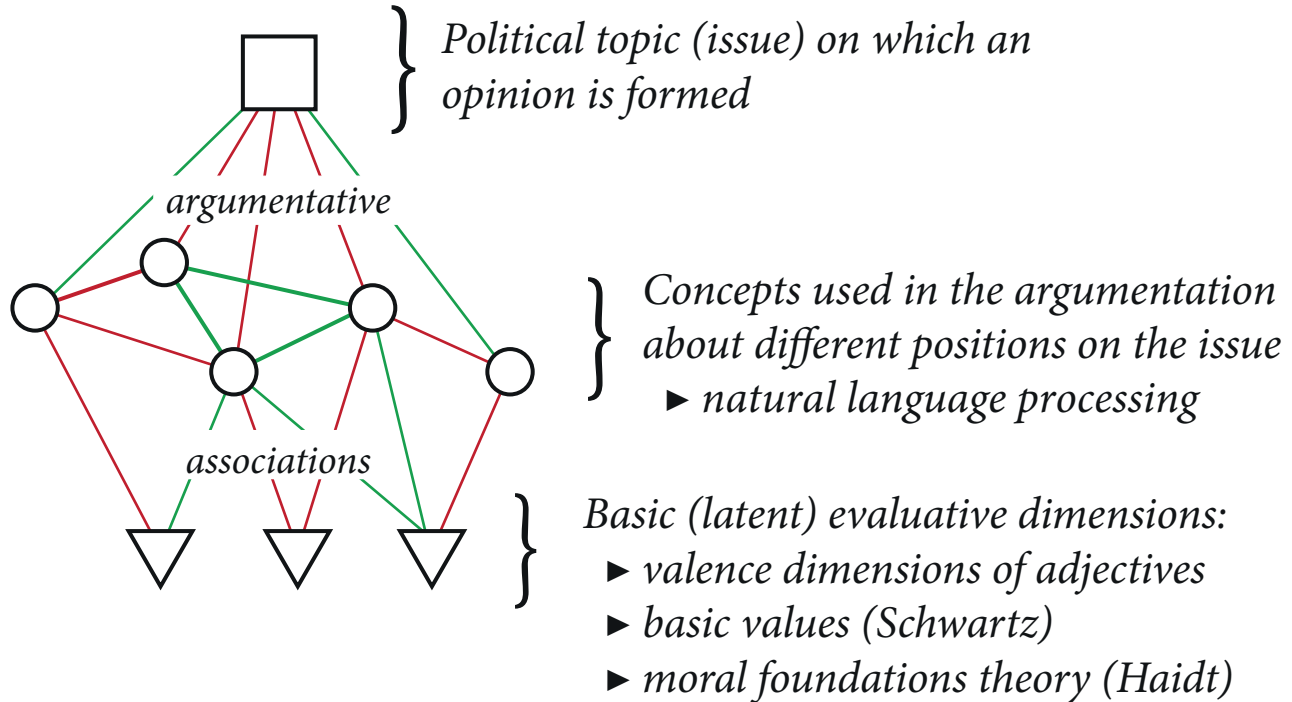 Political topic (issue) on which an
opinion is formed
argumentative
Concepts used in the argumentation
about different positions on the issue
► natural language processing
associations
Basic (latent) evaluative dimensions:
► valence dimensions of adjectives
► basic values (Schwartz)
► moral foundations theory (Haidt)